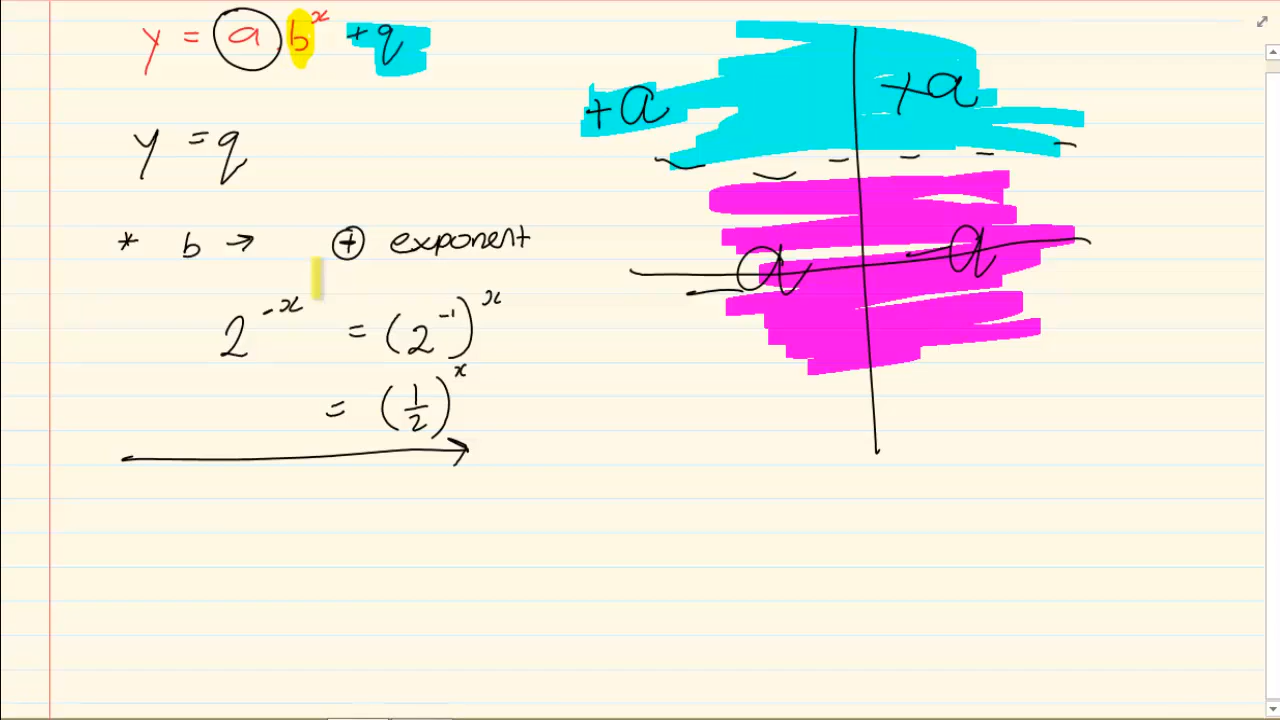 y = a b^x + q
y = q
* b → ⊕ exponent
2^-x = (2^-1)^x
= (1/2)^x
+a +a
-a -a